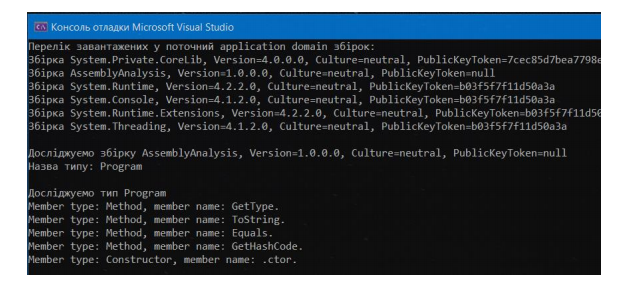 Консоль отладки Microsoft Visual Studio
Перелік завантажених у поточний application domain збірок:
Збірка System.Private.CoreLib, Version=4.0.0.0, Culture=neutral, PublicKeyToken=7cec85d7bea7798e
Збірка AssemblyAnalysis, Version=1.0.0.0, Culture=neutral, PublicKeyToken=null
Збірка System.Runtime, Version=4.2.2.0, Culture=neutral, PublicKeyToken=b03f5f7f11d50a3a
Збірка System.Console, Version=4.1.2.0, Culture=neutral, PublicKeyToken=b03f5f7f11d50a3a
Збірка System.Runtime.Extensions, Version=4.2.2.0, Culture=neutral, PublicKeyToken=b03f5f7f11d50
Збірка System.Threading, Version=4.1.2.0, Culture=neutral, PublicKeyToken=b03f5f7f11d50a3a
Досліджуємо збірку AssemblyAnalysis, Version=1.0.0.0, Culture=neutral, PublicKeyToken=null
Назва типу: Program
Досліджуємо тип Program
Member type: Method, member name: GetType.
Member type: Method, member name: ToString.
Member type: Method, member name: Equals.
Member type: Method, member name: GetHashCode.
Member type: Constructor, member name: .ctor.